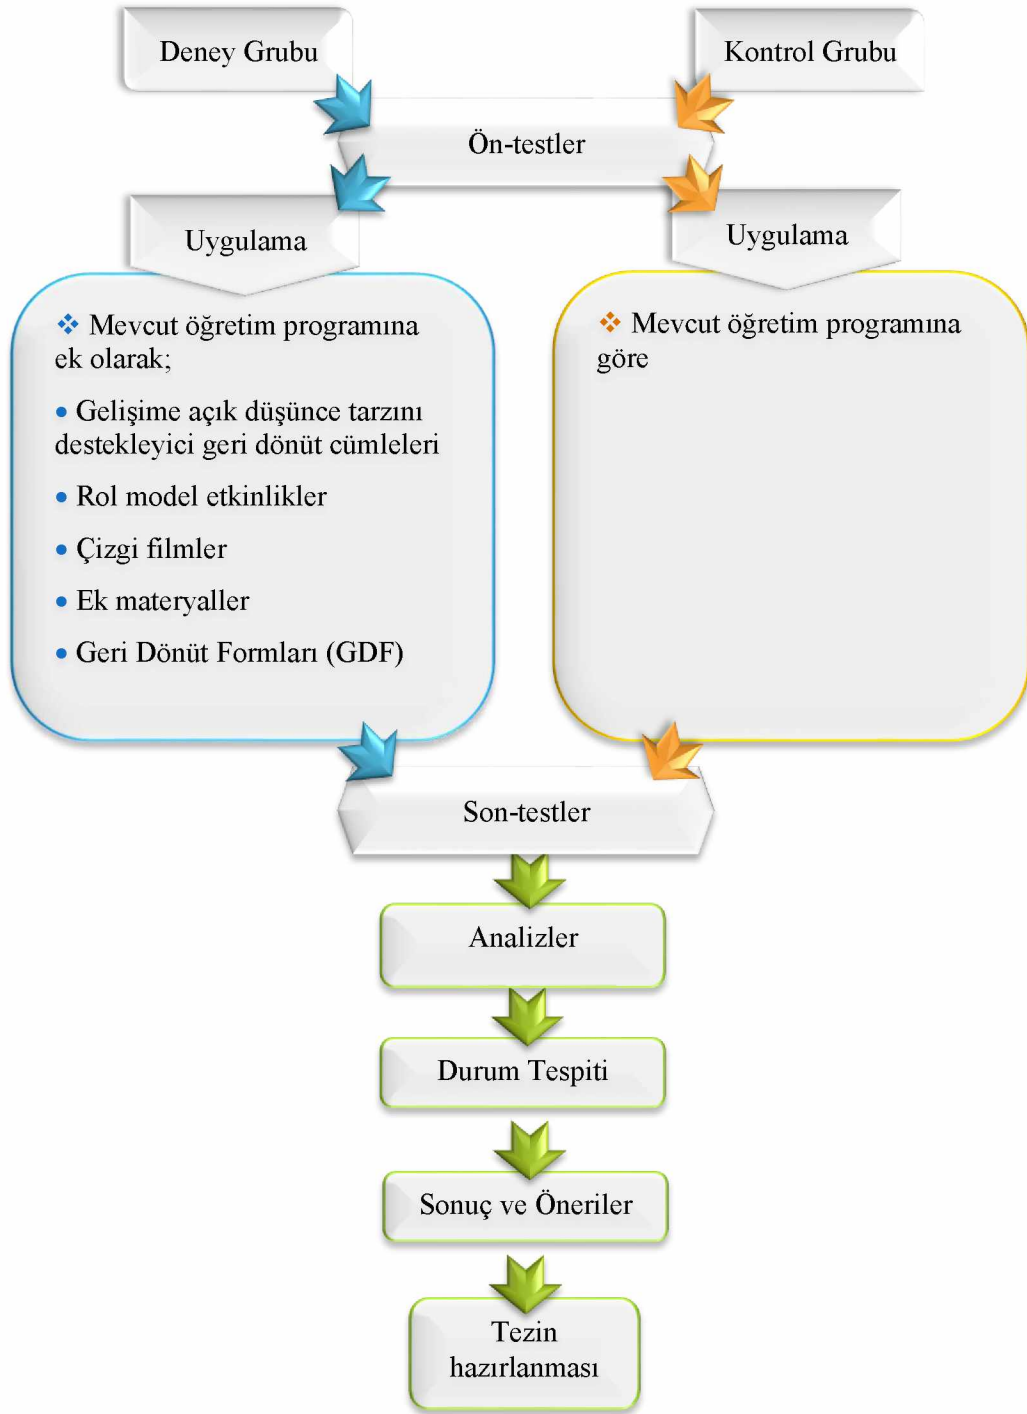 Deney Grubu
Kontrol Grubu
Ön-testler
Uygulama
Uygulama
❖ Mevcut öğretim programına
ek olarak;
• Gelişime açık düşünce tarzını
destekleyici geri dönüt cümleleri
• Rol model etkinlikler
• Çizgi filmler
• Ek materyaller
• Geri Dönüt Formları (GDF)
❖ Mevcut öğretim programına
göre
Son-testler
Analizler
Durum Tespiti
Sonuç ve Öneriler
Tezin
hazırlanması